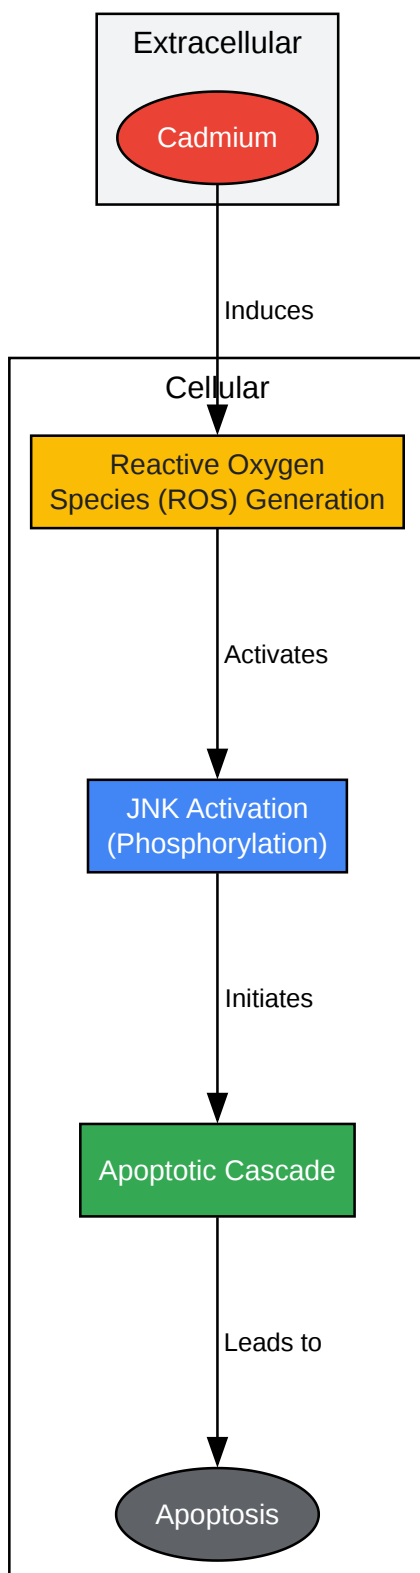 Extracellular
Cadmium
Induces
Cellular
Reactive Oxygen
Species (ROS) Generation
Activates
JNK Activation
(Phosphorylation)
Initiates
Apoptotic Cascade
Leads to
Apoptosis